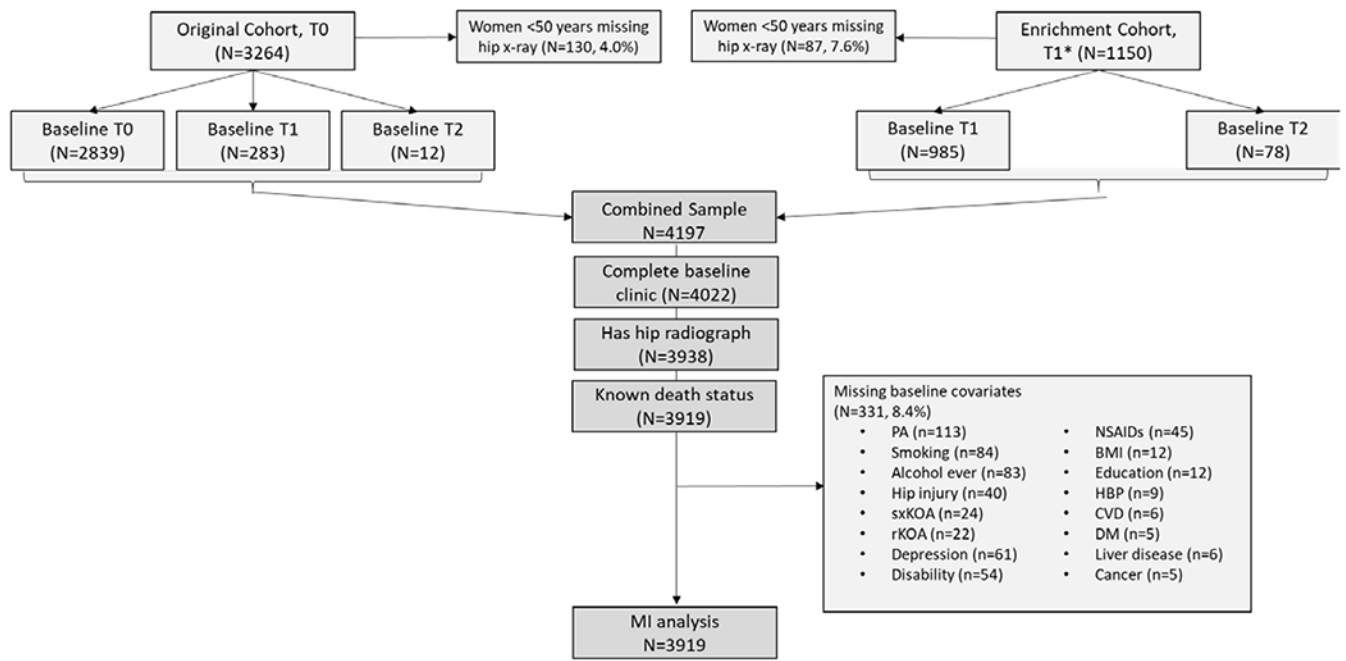 Original Cohort, T0
(N=3264)
Women <50 years missing
hip x-ray (N=130, 4.0%)
Women <50 years missing
hip x-ray (N=87, 7.6%)
Enrichment Cohort,
T1* (N=1150)
Baseline T0
(N=2839)
Baseline T1
(N=283)
Baseline T2
(N=12)
Baseline T1
(N=985)
Baseline T2
(N=78)
Combined Sample
N=4197
Complete baseline
clinic (N=4022)
Has hip radiograph
(N=3938)
Known death status
(N=3919)
Missing baseline covariates
(N=331, 8.4%)
• PA (n=113)
• Smoking (n=84)
• Alcohol ever (n=83)
• Hip injury (n=40)
• sxKOA (n=24)
• rKOA (n=22)
• Depression (n=61)
• Disability (n=54)
• NSAIDs (n=45)
• BMI (n=12)
• Education (n=12)
• HBP (n=9)
• CVD (n=6)
• DM (n=5)
• Liver disease (n=6)
• Cancer (n=5)
MI analysis
N=3919